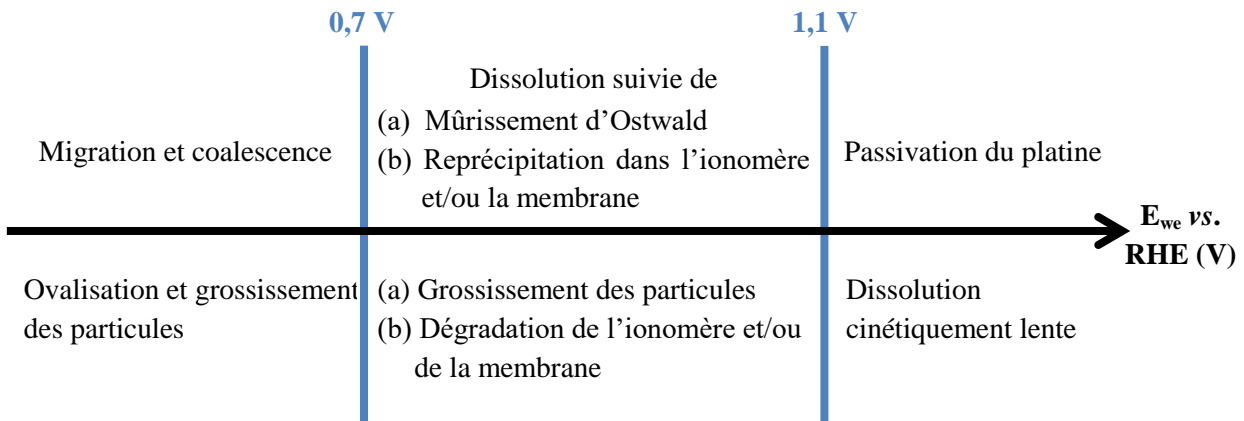 0,7 V
1,1 V
Dissolution suivie de
(a) Mûrissement d’Ostwald
(b) Reprécipitation dans l’ionomère
et/ou la membrane
Migration et coalescence
Passivation du platine
E_we vs.
RHE (V)
Ovalisation et grossissement
des particules
(a) Grossissement des particules
(b) Dégradation de l’ionomère et/ou
de la membrane
Dissolution
cinétiquement lente